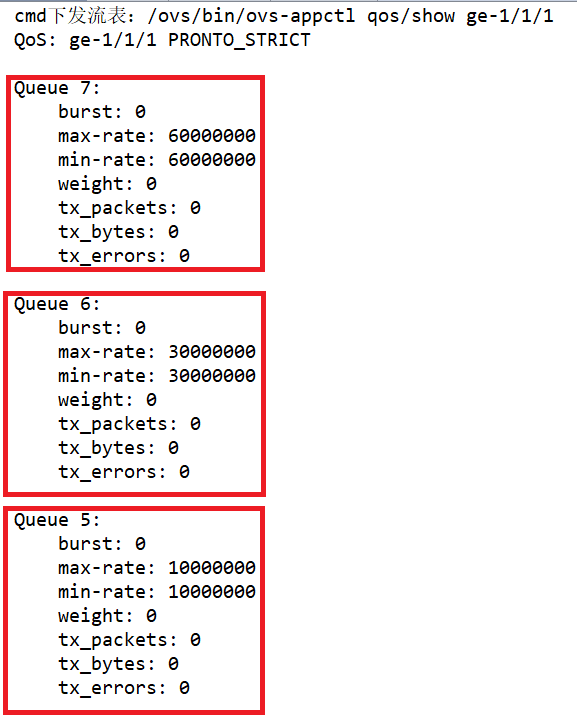 cmd下发流表：/ovs/bin/ovs-appctl qos/show ge-1/1/1
QoS: ge-1/1/1 PRONTO_STRICT
Queue 7:
burst: 0
max-rate: 60000000
min-rate: 60000000
weight: 0
tx_packets: 0
tx_bytes: 0
tx_errors: 0
Queue 6:
burst: 0
max-rate: 30000000
min-rate: 30000000
weight: 0
tx_packets: 0
tx_bytes: 0
tx_errors: 0
Queue 5:
burst: 0
max-rate: 10000000
min-rate: 10000000
weight: 0
tx_packets: 0
tx_bytes: 0
tx_errors: 0